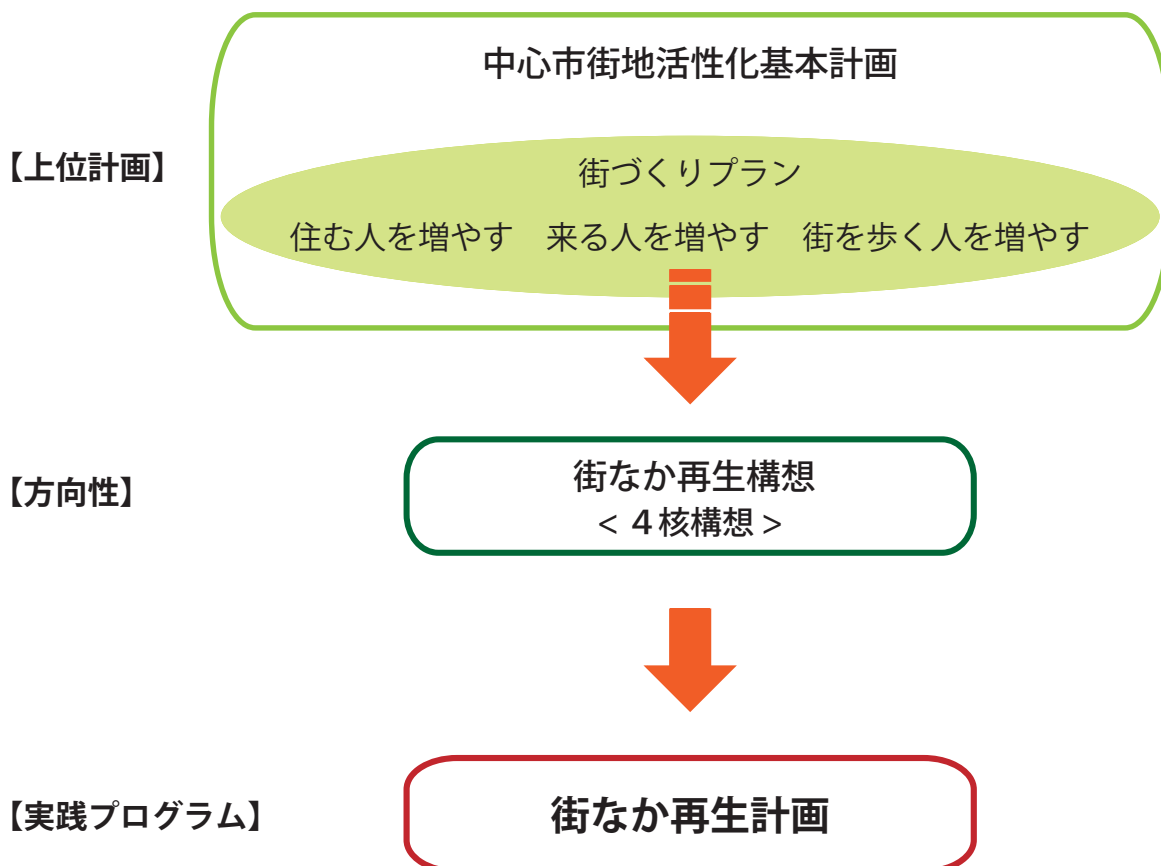 中心市街地活性化基本計画
【上位計画】
街づくりプラン
住む人を増やす　来る人を増やす　街を歩く人を増やす
【方向性】
街なか再生構想
<４核構想>
【実践プログラム】
街なか再生計画